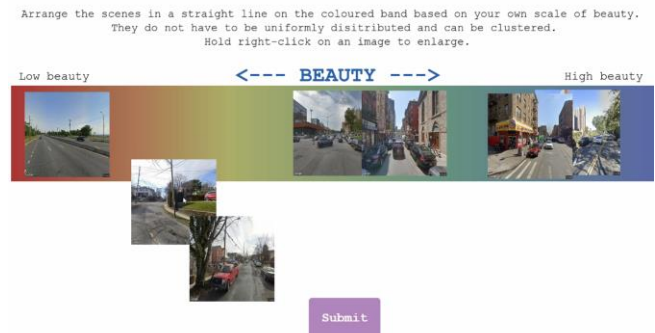 Arrange the scenes in a straight line on the coloured band based on your own scale of beauty.
They do not have to be uniformly disitributed and can be clustered.
Hold right-click on an image to enlarge.
Low beauty <--- BEAUTY ---> High beauty
Submit